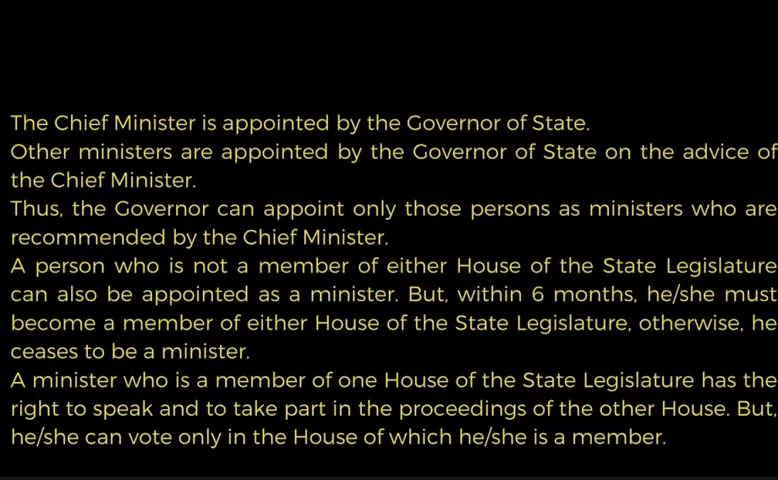 The Chief Minister is appointed by the Governor of State.
Other ministers are appointed by the Governor of State on the advice of
the Chief Minister.
Thus, the Governor can appoint only those persons as ministers who are
recommended by the Chief Minister.
A person who is not a member of either House of the State Legislature
can also be appointed as a minister. But, within 6 months, he/she must
become a member of either House of the State Legislature, otherwise, he
ceases to be a minister.
A minister who is a member of one House of the State Legislature has the
right to speak and to take part in the proceedings of the other House. But,
he/she can vote only in the House of which he/she is a member.